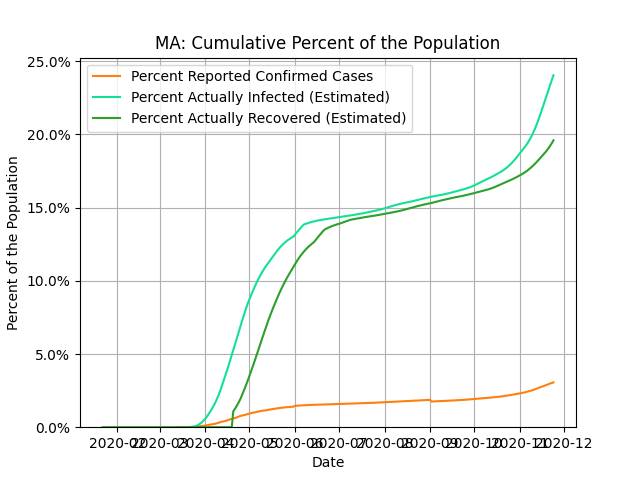 MA: Cumulative Percent of the Population
Percent of the Population
25.0%
20.0%
15.0%
10.0%
5.0%
0.0%
Percent Reported Confirmed Cases
Percent Actually Infected (Estimated)
Percent Actually Recovered (Estimated)
2020-02 2020-03 2020-04 2020-05 2020-06 2020-07 2020-08 2020-09 2020-10 2020-11 2020-12
Date